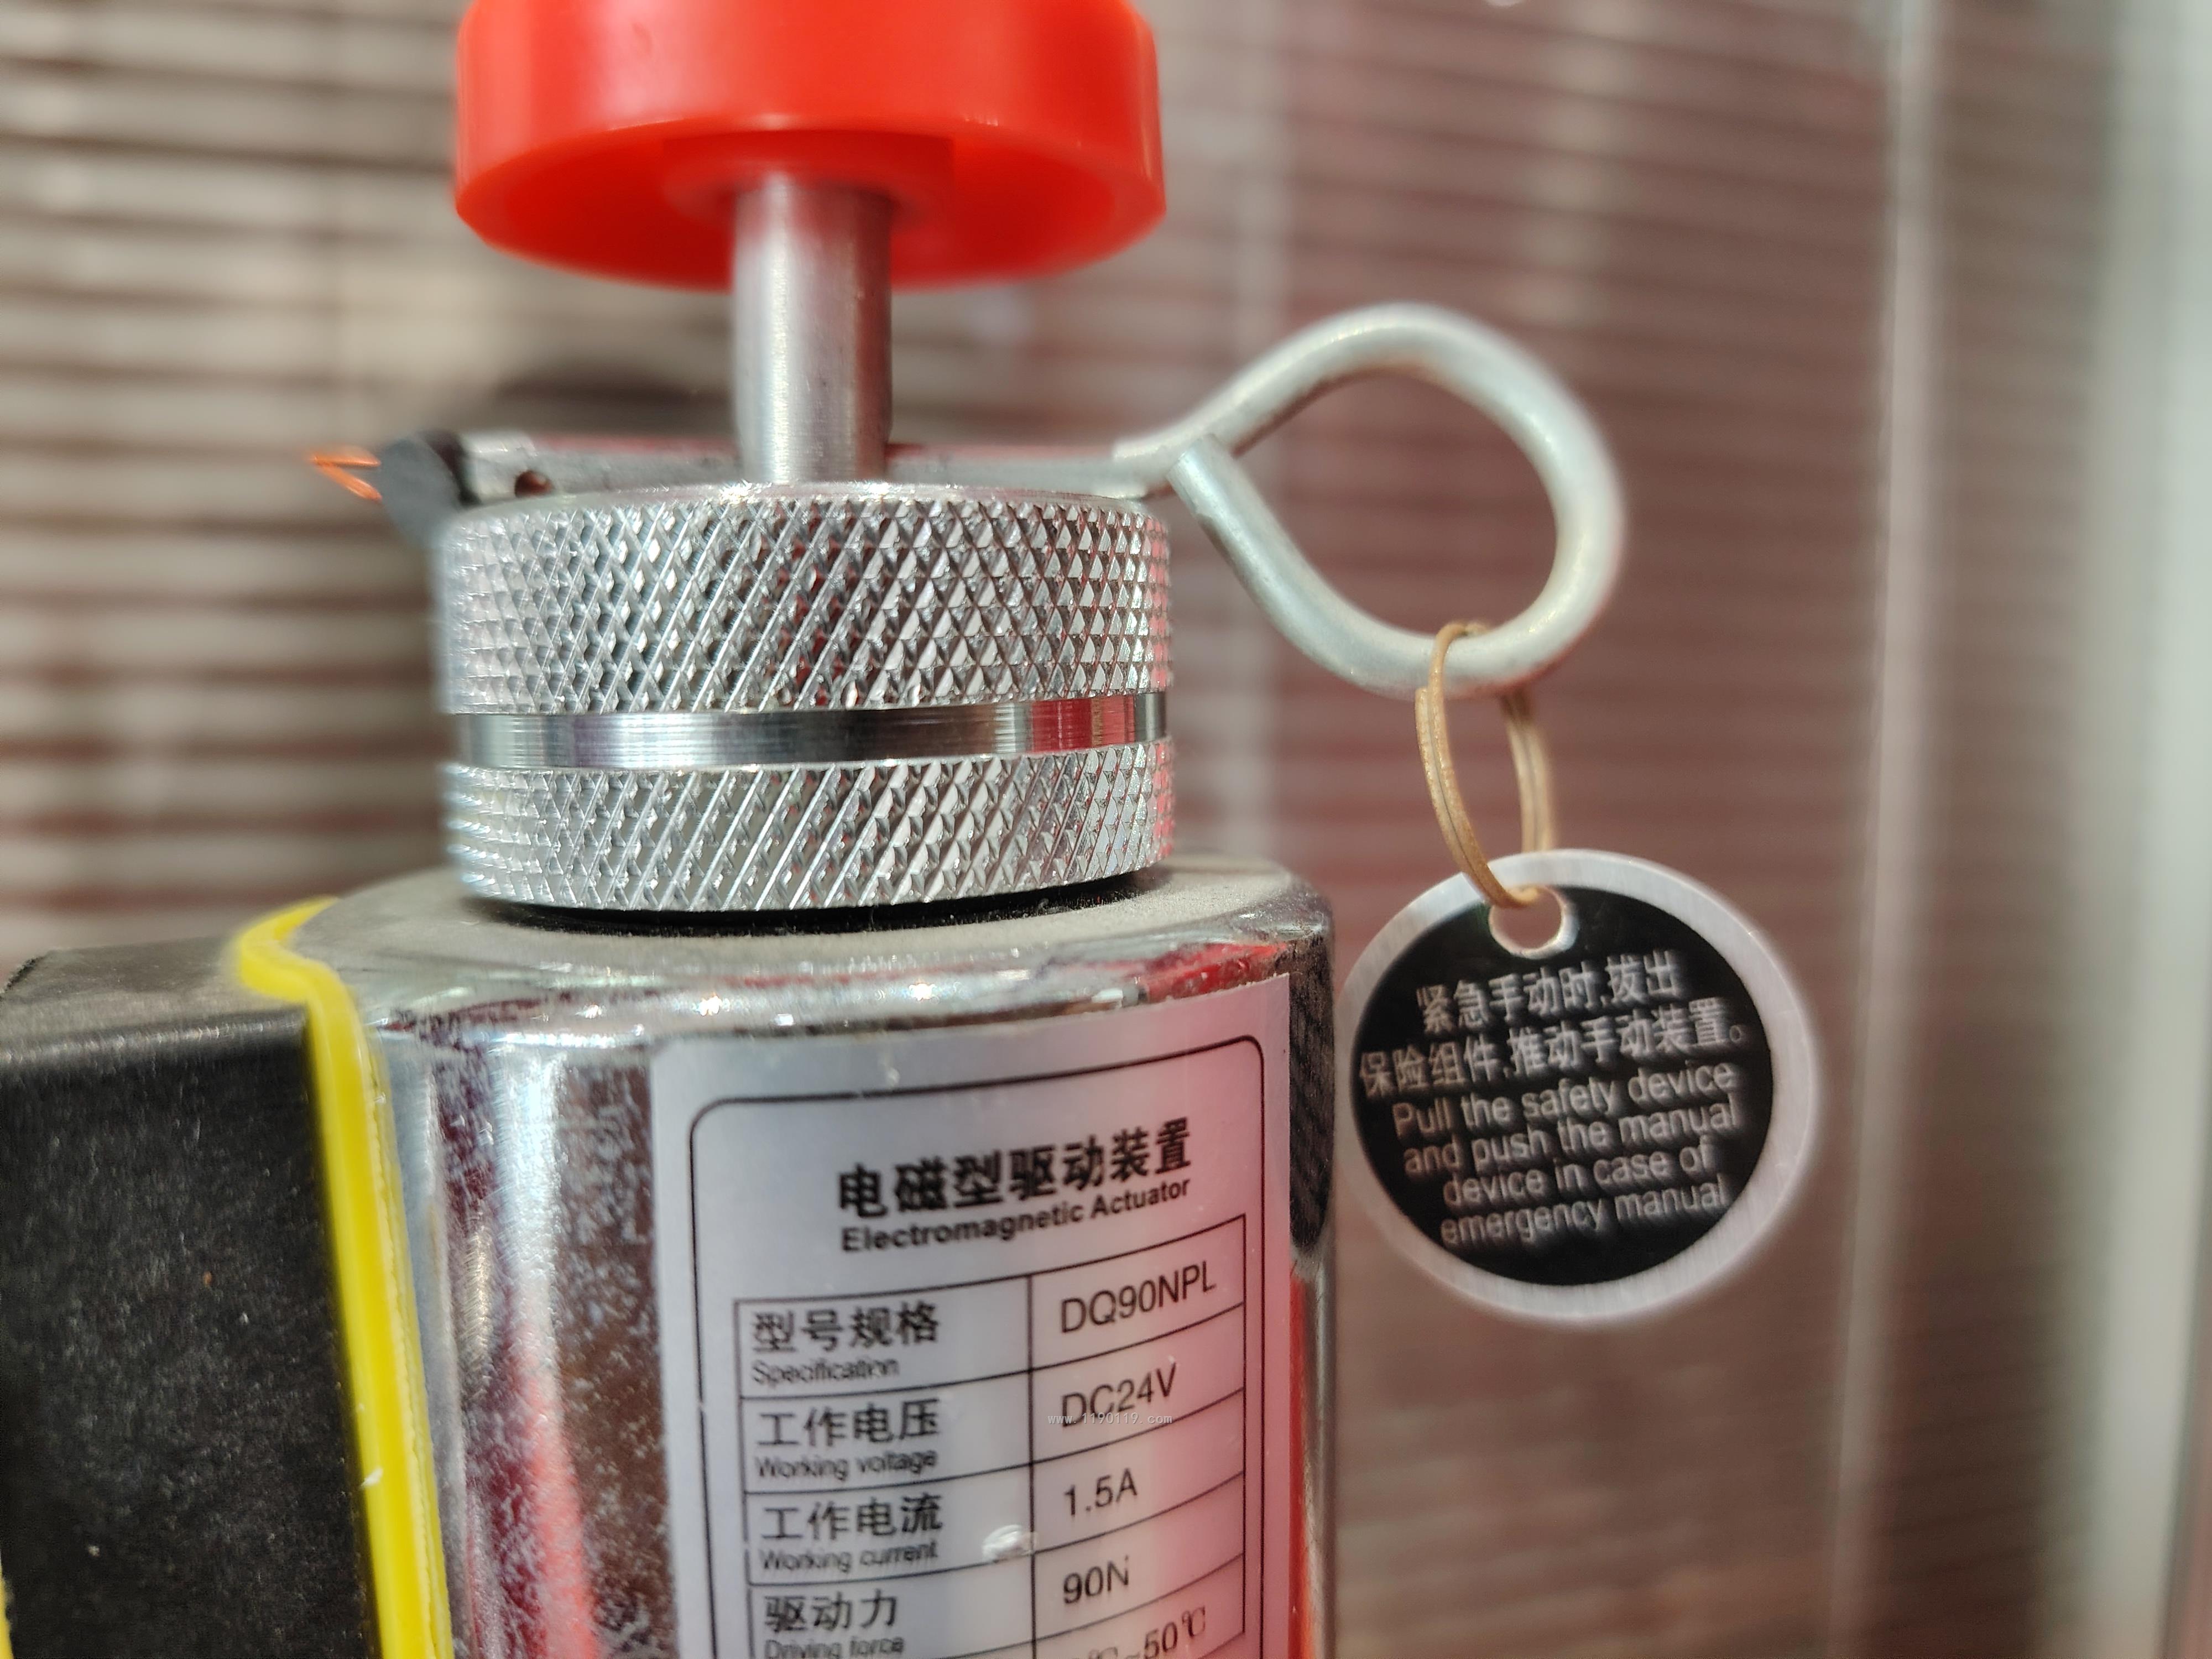 紧急手动时,拔出
保险组件,推动手动装置。
Pull the safety device
and push the manual
device in case of
emergency manual
电磁型驱动装置
Electromagnetic Actuator
型号规格
Specification
DQ90NPL
工作电压
Working voltage
DC24V
www.1190119.com
工作电流
Working current
1.5A
驱动力
Driving force
90N
℃~50℃